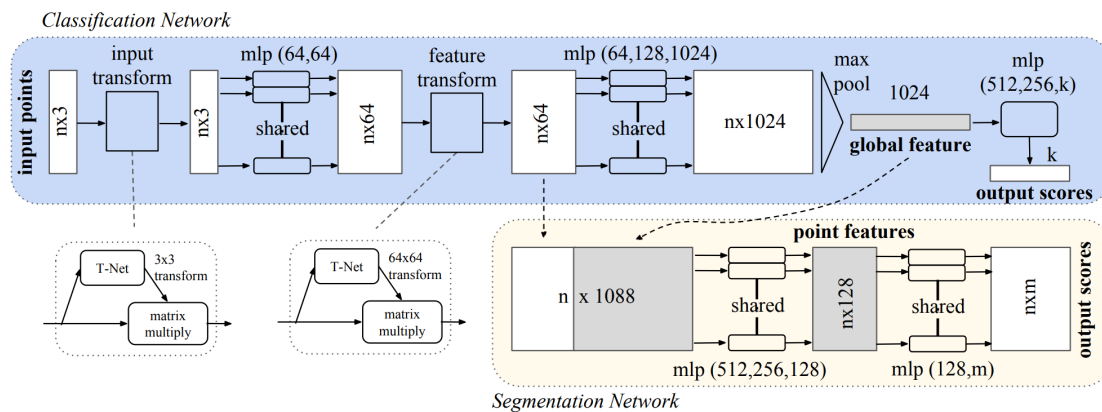 Classification Network
input points
nx3
input
transform
nx3
mlp (64,64)
shared
nx64
feature
transform
nx64
mlp (64,128,1024)
shared
nx1024
max
pool
1024
global feature
mlp
(512,256,k)
k
output scores
T-Net
3x3
transform
matrix
multiply
T-Net
64x64
transform
matrix
multiply
point features
n x 1088
shared
mlp (512,256,128)
nx128
shared
mlp (128,m)
nxm
output scores
Segmentation Network